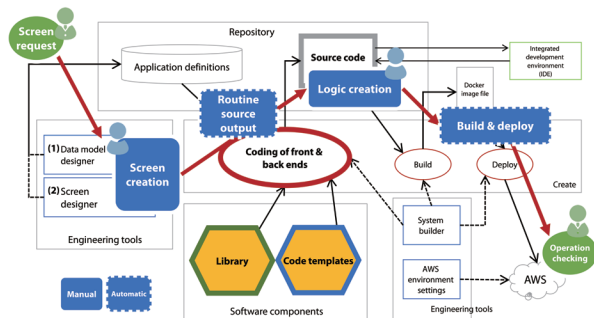 Screen
request
Repository
Application definitions
Source code
Logic creation
Integrated
development
environment
(IDE)
Docker
image file
Routine
source
output
Build & deploy
(1) Data model
designer
(2) Screen
designer
Screen
creation
Engineering tools
Coding of front &
back ends
Build
Deploy
Create
Library
Code templates
Software components
System
builder
AWS
environment
settings
Engineering tools
Operation
checking
AWS
Manual
Automatic